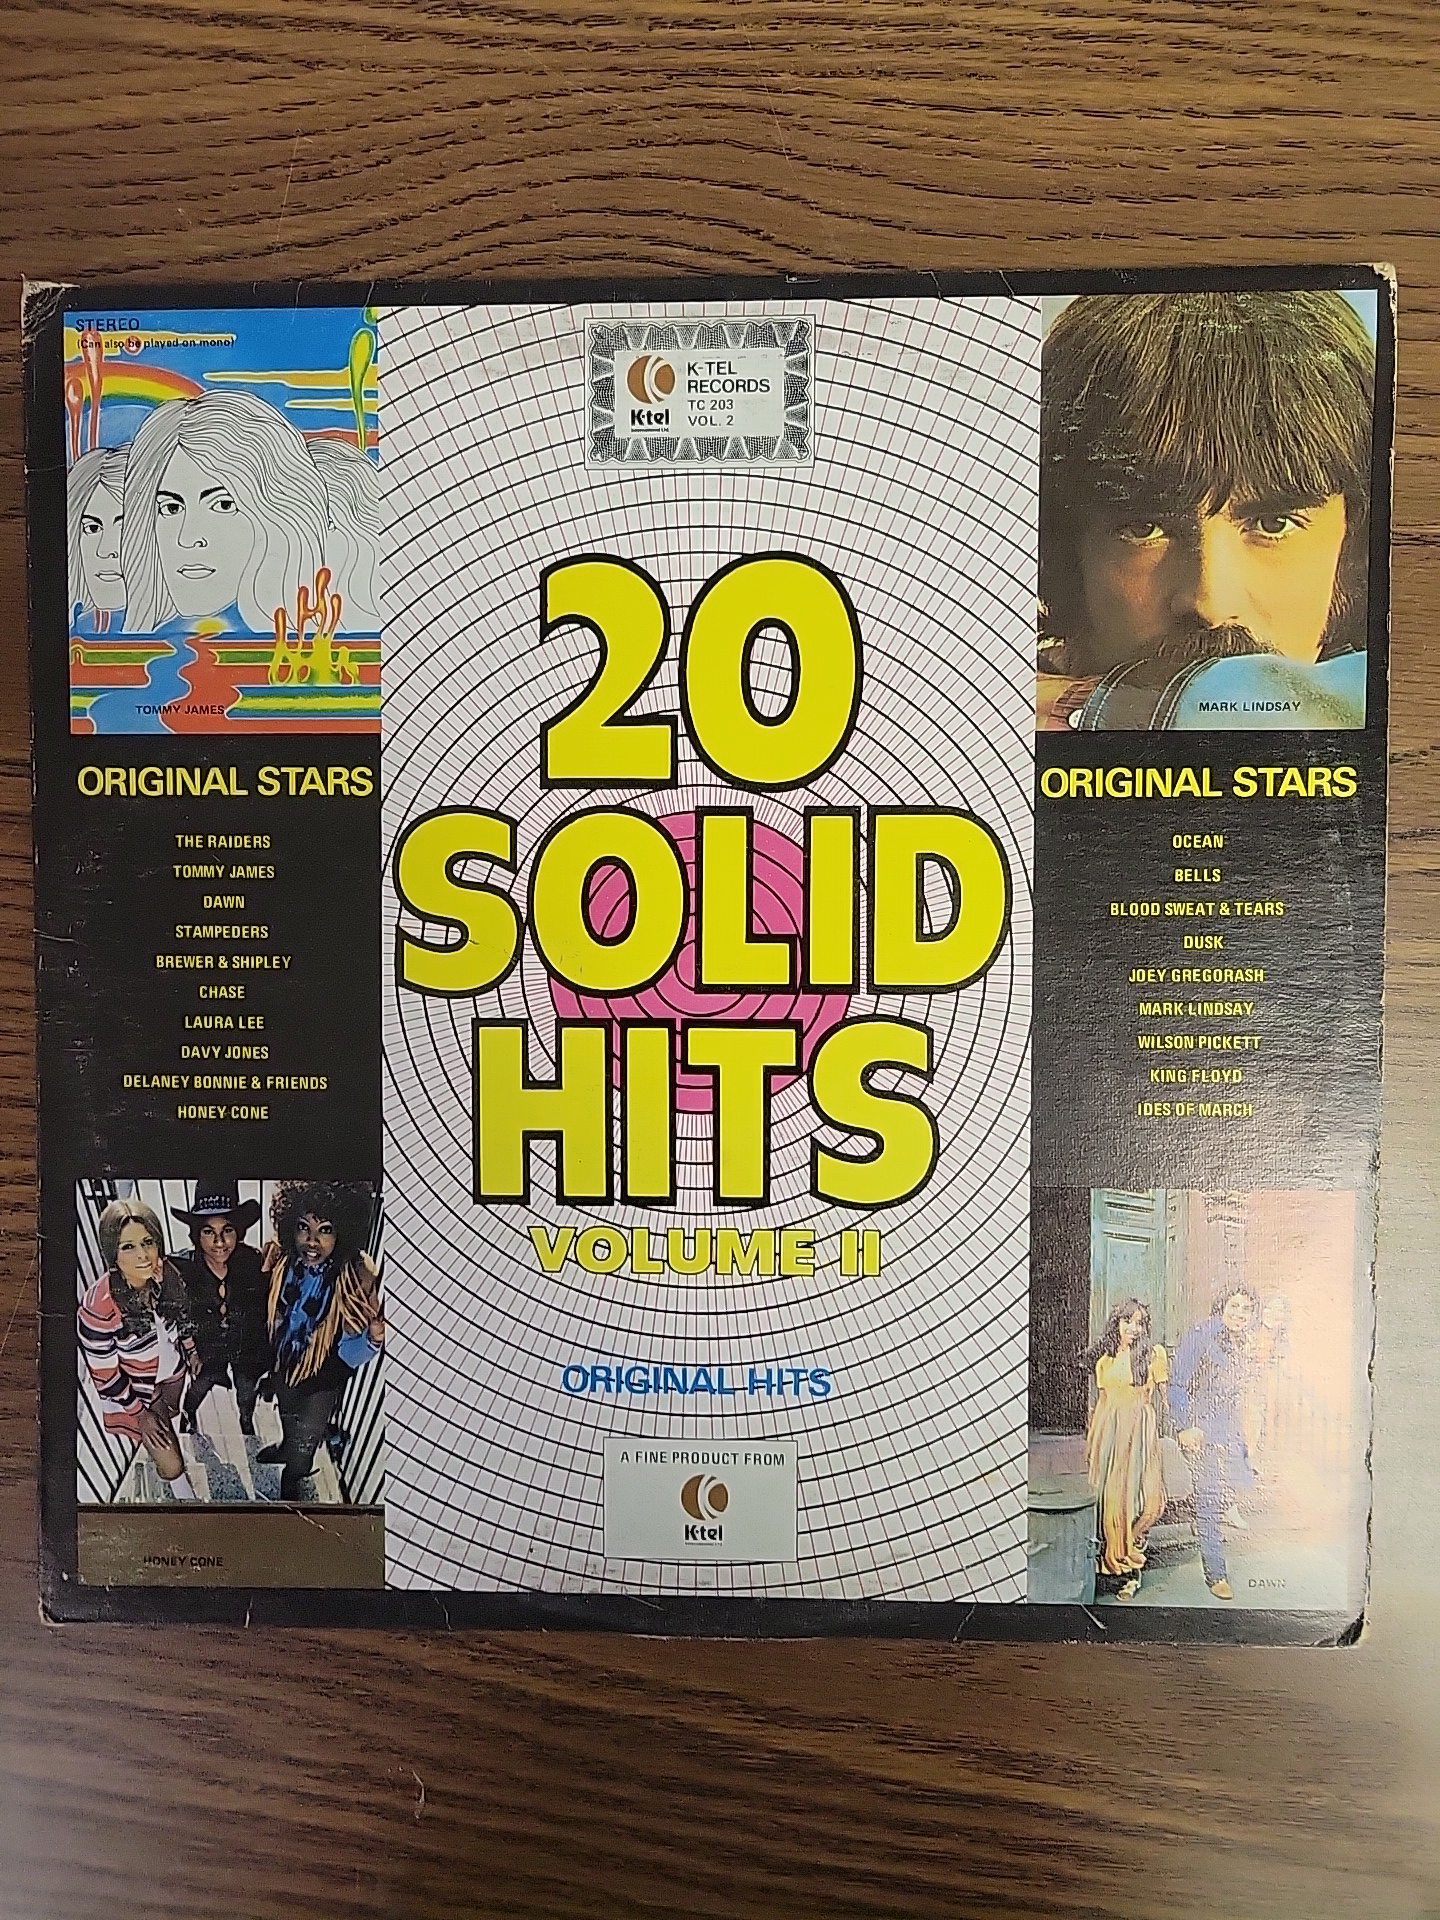 STEREO
(Can also be played on mono)
TOMMY JAMES
K-TEL
RECORDS
TC 203
VOL. 2
K-tel
International Ltd.
MARK LINDSAY
20
SOLID
HITS
VOLUME II
ORIGINAL HITS
A FINE PRODUCT FROM
K-tel
ORIGINAL STARS
THE RAIDERS
TOMMY JAMES
DAWN
STAMPEDERS
BREWER & SHIPLEY
CHASE
LAURA LEE
DAVY JONES
DELANEY BONNIE & FRIENDS
HONEY CONE
HONEY CONE
ORIGINAL STARS
OCEAN
BELLS
BLOOD SWEAT & TEARS
DUSK
JOEY GREGORASH
MARK LINDSAY
WILSON PICKETT
KING FLOYD
IDES OF MARCH
DAWN